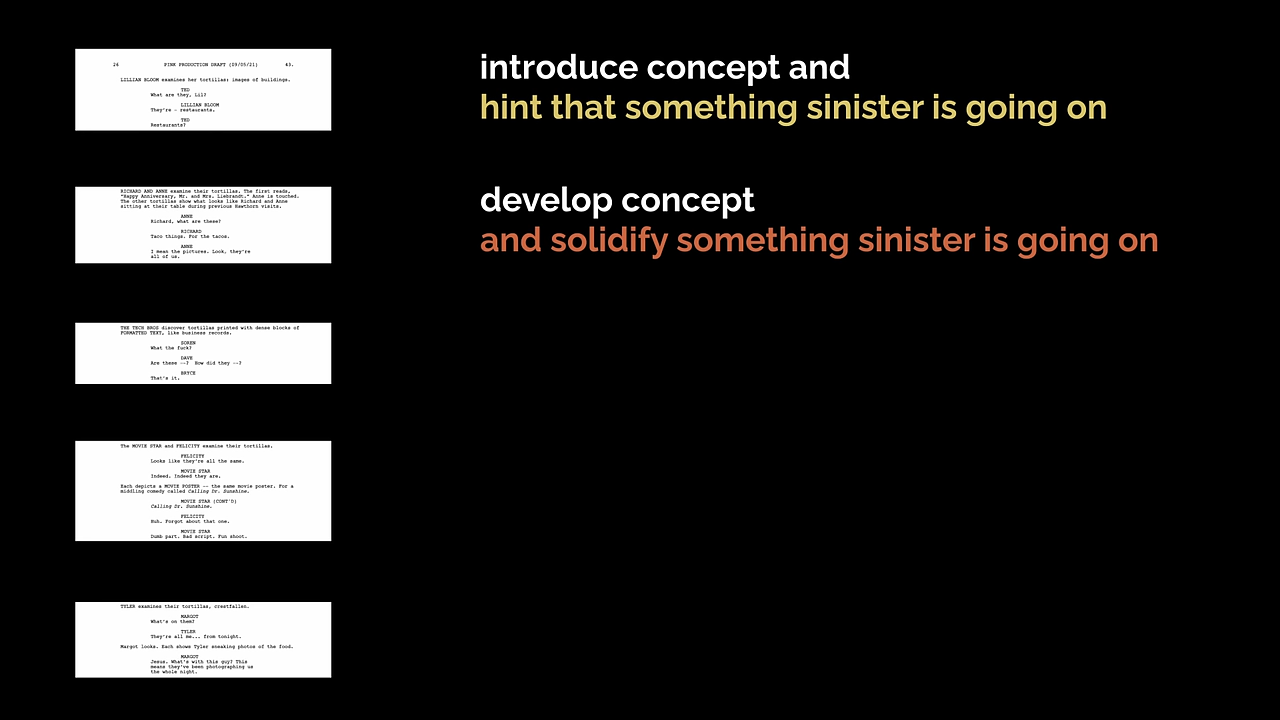 26 PINK PRODUCTION DRAFT (09/05/21) 43.
LILLIAN BLOOM examines her tortillas: images of buildings.
TED
What are they, Lil?
LILLIAN BLOOM
They're - restaurants.
TED
Restaurants?
introduce concept and
hint that something sinister is going on
RICHARD AND ANNE examine their tortillas. The first reads,
"Happy Anniversary, Mr. and Mrs. Liebrandt." Anne is touched.
The other tortillas show what looks like Richard and Anne
sitting at their table during previous Hawthorn visits.
ANNE
Richard, what are these?
RICHARD
Taco things. For the tacos.
ANNE
I mean the pictures. Look, they're
all of us.
develop concept
and solidify something sinister is going on
THE TECH BROS discover tortillas printed with dense blocks of
FORMATTED TEXT, like business records.
SOREN
What the fuck?
DAVE
Are these --? How did they --?
BRYCE
That's it.
The MOVIE STAR and FELICITY examine their tortillas.
FELICITY
Looks like they're all the same.
MOVIE STAR
Indeed. Indeed they are.
Each depicts a MOVIE POSTER -- the same movie poster. For a
middling comedy called Calling Dr. Sunshine.
MOVIE STAR (CONT'D)
Calling Dr. Sunshine.
FELICITY
Huh. Forgot about that one.
MOVIE STAR
Dumb part. Bad script. Fun shoot.
TYLER examines their tortillas, crestfallen.
MARGOT
What's on them?
TYLER
They're all me... from tonight.
Margot looks. Each shows Tyler sneaking photos of the food.
MARGOT
Jesus. What's with this guy? This
means they've been photographing us
the whole night.